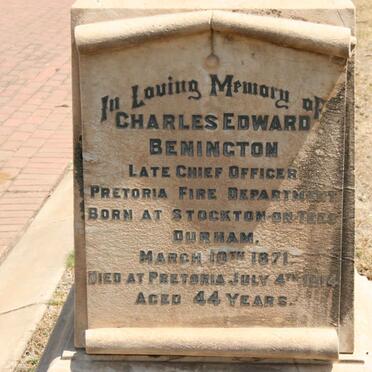 In Loving Memory of
CHARLES EDWARD
BENINGTON
LATE CHIEF OFFICER
PRETORIA FIRE DEPARTMENT
BORN AT STOCKTON-ON-TEES
DURHAM,
MARCH 1871.
DIED AT PRETORIA JULY 4TH 1914
AGED 44 YEARS.